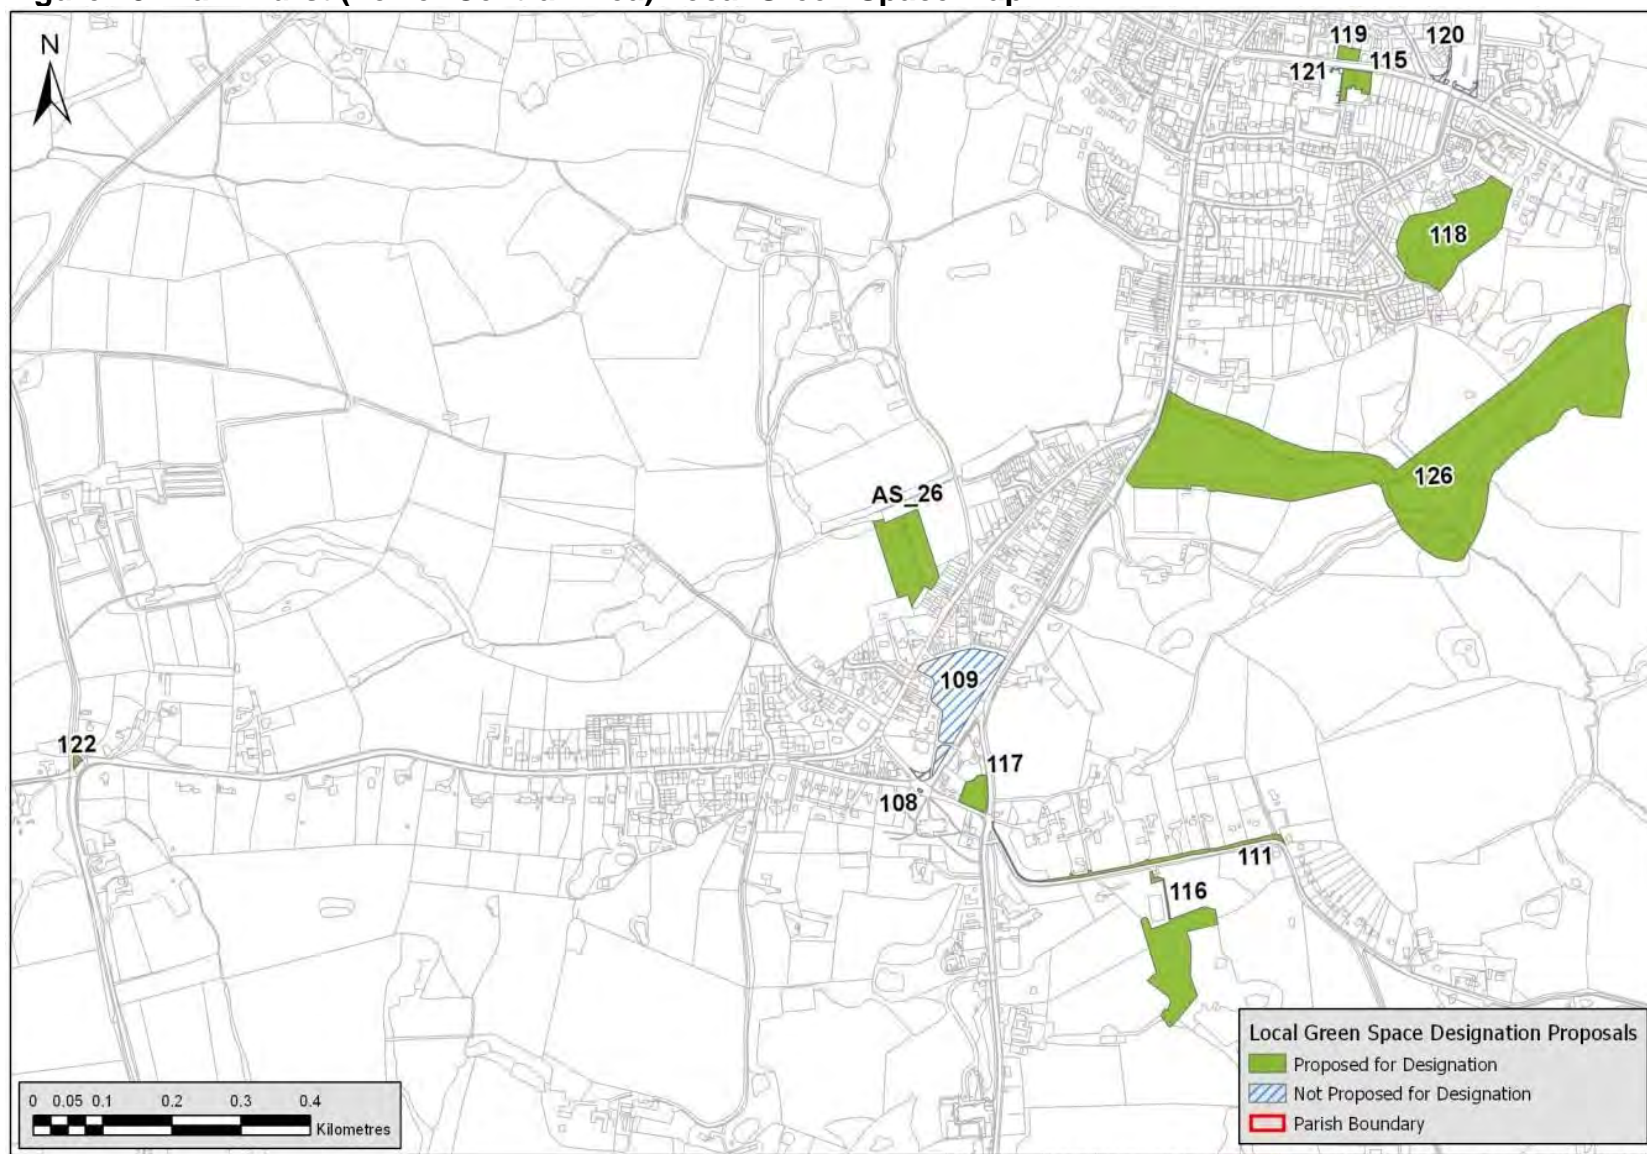 N
119
120
121
115
118
126
AS_26
109
122
117
108
111
116
Local Green Space Designation Proposals
Proposed for Designation
Not Proposed for Designation
Parish Boundary
0 0.05 0.1 0.2 0.3 0.4
Kilometres